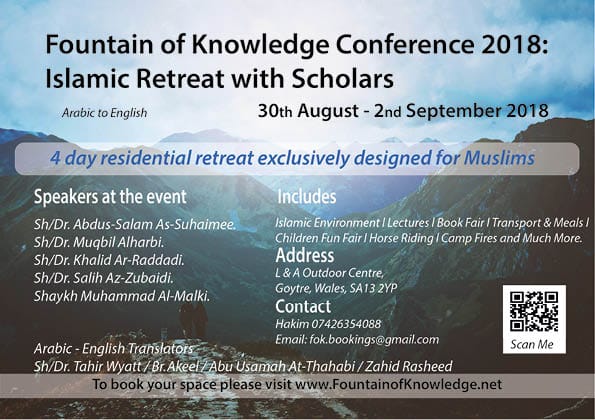 Fountain of Knowledge Conference 2018:
Islamic Retreat with Scholars
Arabic to English
30th August - 2nd September 2018
4 day residential retreat exclusively designed for Muslims
Speakers at the event
Sh/Dr. Abdus-Salam As-Suhaimee.
Sh/Dr. Muqbil Alharbi.
Sh/Dr. Khalid Ar-Raddadi.
Sh/Dr. Salih Az-Zubaidi.
Shaykh Muhammad Al-Malki.
Includes
Islamic Environment l Lectures l Book Fair l Transport & Meals l
Children Fun Fair l Horse Riding l Camp Fires and Much More.
Address
L & A Outdoor Centre,
Goytre, Wales, SA13 2YP
Contact
Hakim 07426354088
Email: fok.bookings@gmail.com
Scan Me
Arabic - English Translators
Sh/Dr. Tahir Wyatt / Br.Akeel / Abu Usamah At-Thahabi / Zahid Rasheed
To book your space please visit www.FountainofKnowledge.net